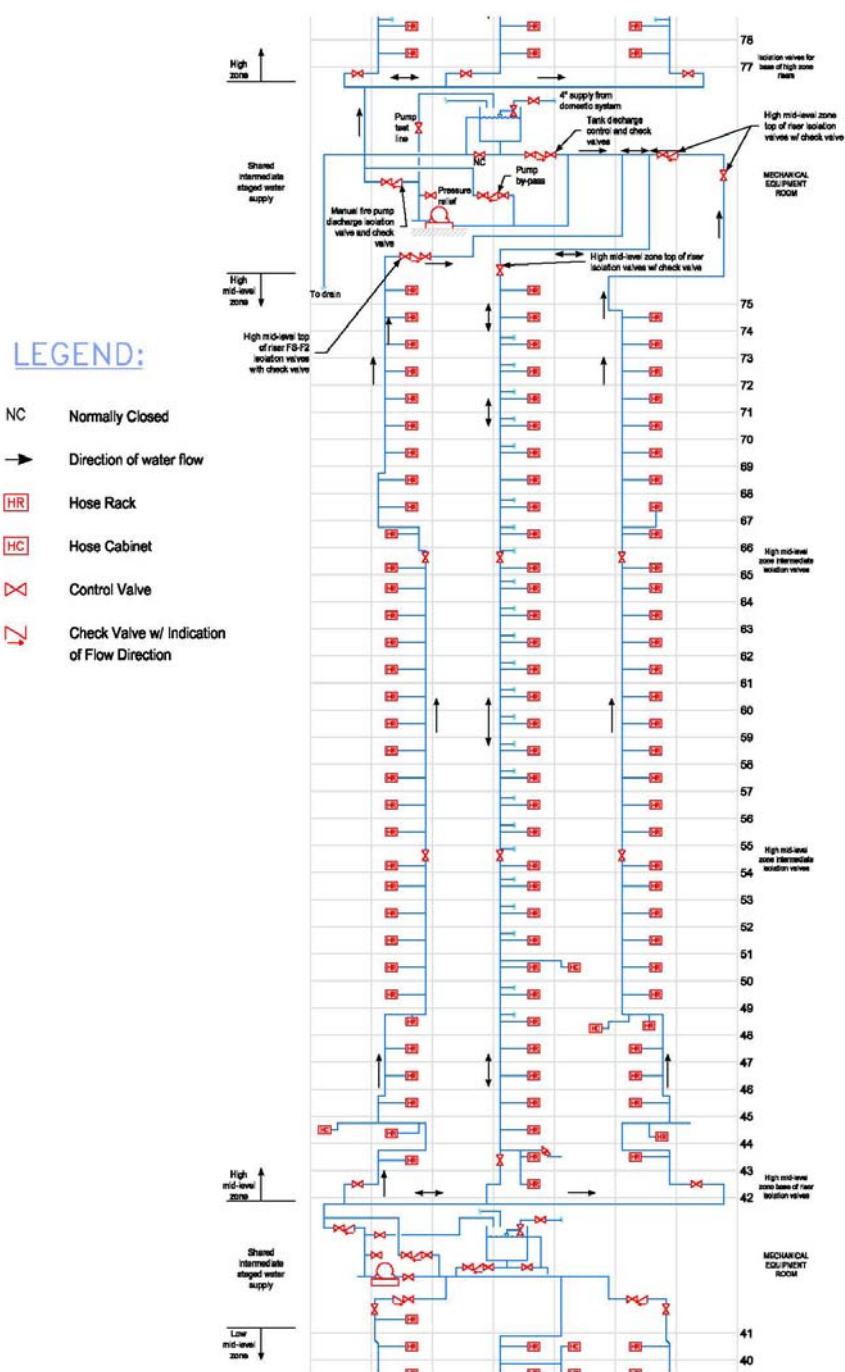 78
77
Isolation valves for
base of high zone
risers
High
zone
4" supply from
domestic system
Pump
test
line
Tank discharge
control and check
valves
High mid-level zone
top of riser isolation
valves w/ check valve
NC
Shared
intermediate
staged water
supply
Pump
by-pass
Pressure
relief
MECHANICAL
EQUIPMENT
ROOM
Manual fire pump
discharge isolation
valve and check
valve
High mid-level zone top of riser
isolation valves w/ check valve
High
mid-level
zone
To drain
High mid-level top
of riser FS-F2
isolation valves
with check valve
LEGEND:
NC Normally Closed
Direction of water flow
HR Hose Rack
HC Hose Cabinet
Control Valve
Check Valve w/ Indication
of Flow Direction
75
74
73
72
71
70
69
68
67
66
High mid-level
zone intermediate
isolation valves
65
64
63
62
61
60
59
58
57
56
55
High mid-level
zone intermediate
isolation valves
54
53
52
51
HC
50
49
HC
48
47
46
45
HC
44
43
High
mid-level
zone
High mid-level
zone base of riser
isolation valves
42
Shared
intermediate
staged water
supply
MECHANICAL
EQUIPMENT
ROOM
Low
mid-level
zone
41
40